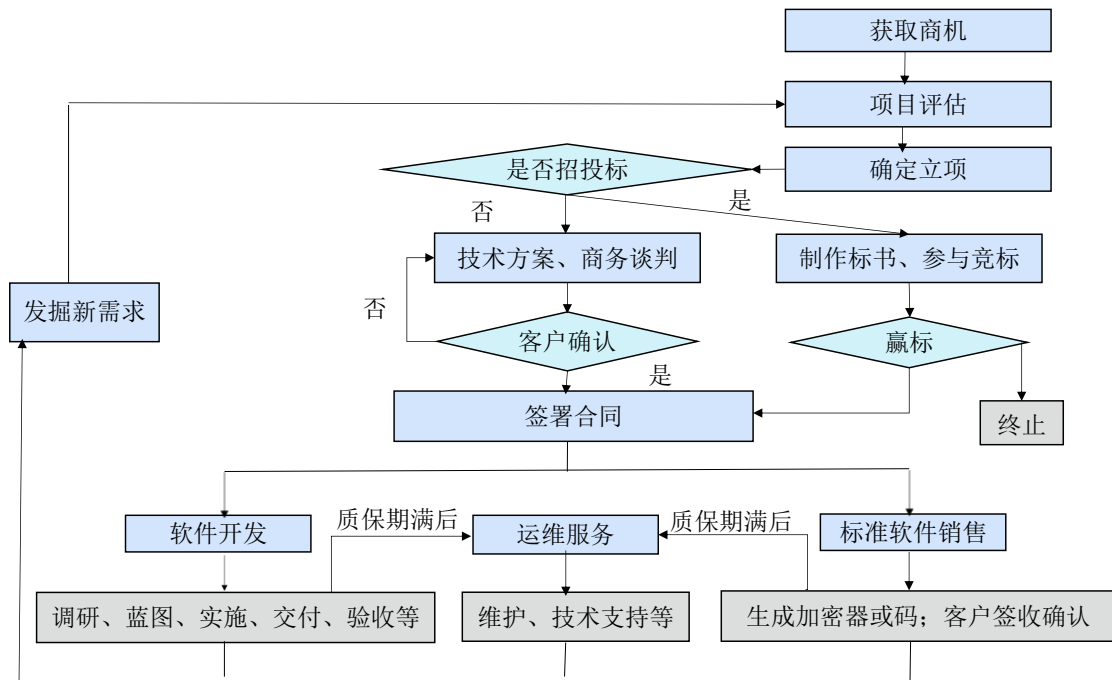 获取商机
项目评估
是否招投标
确定立项
否
是
技术方案、商务谈判
制作标书、参与竞标
发掘新需求
否
客户确认
赢标
是
签署合同
终止
质保期满后
质保期满后
软件开发
运维服务
标准软件销售
调研、蓝图、实施、交付、验收等
维护、技术支持等
生成加密器或码；客户签收确认